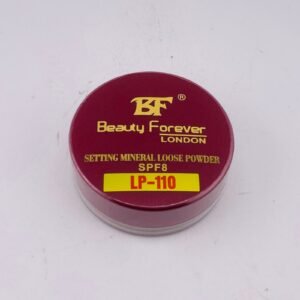 BF®
Beauty Forever
LONDON
SETTING MINERAL LOOSE POWDER
SPF8
LP-110